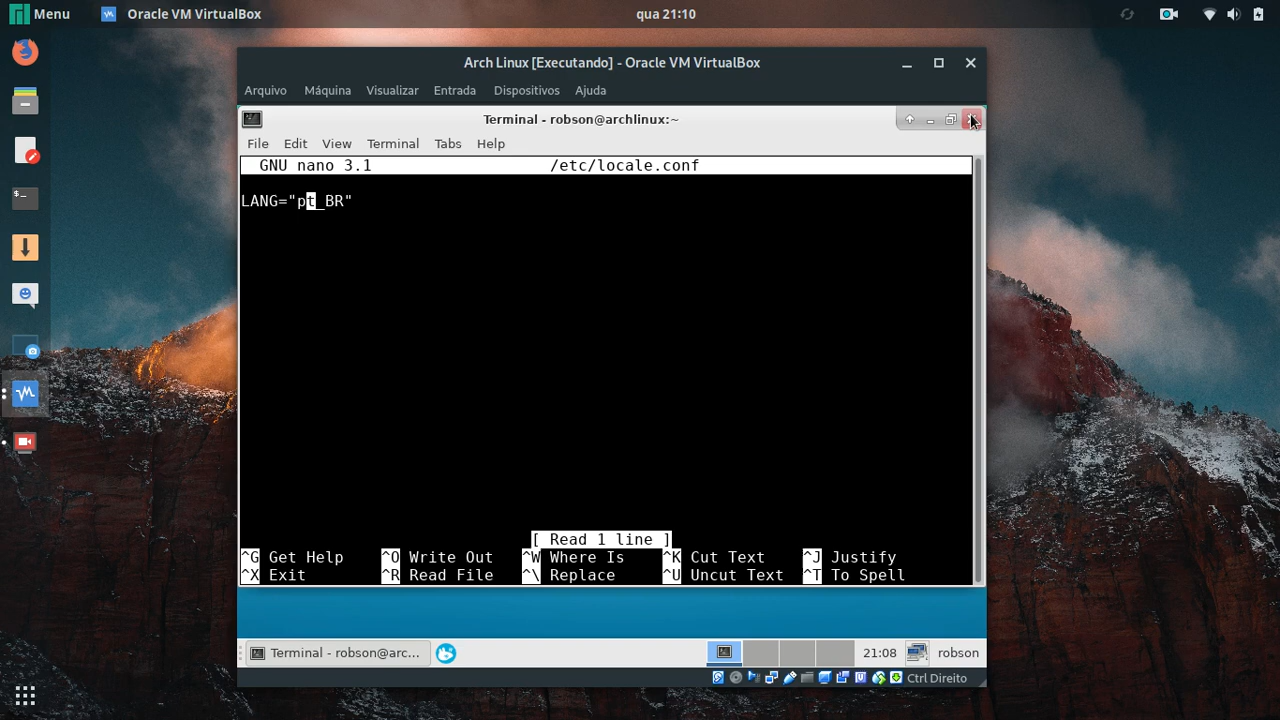 Menu
Oracle VM VirtualBox
qua 21:10
Arch Linux [Executando] - Oracle VM VirtualBox
Arquivo Máquina Visualizar Entrada Dispositivos Ajuda
Terminal - robson@archlinux:~
File Edit View Terminal Tabs Help
GNU nano 3.1 /etc/locale.conf
LANG="pt_BR"
[ Read 1 line ]
^G Get Help ^O Write Out ^W Where Is ^K Cut Text ^J Justify
^X Exit ^R Read File ^\ Replace ^U Uncut Text ^T To Spell
Terminal - robson@arc... 21:08 robson
Ctrl Direito